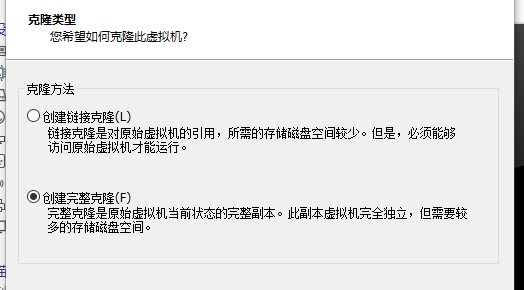 克隆类型
您希望如何克隆此虚拟机?
克隆方法
创建链接克隆(L)
链接克隆是对原始虚拟机的引用，所需的存储磁盘空间较少。但是，必须能够
访问原始虚拟机才能运行。
创建完整克隆(F)
完整克隆是原始虚拟机当前状态的完整副本。此副本虚拟机完全独立，但需要较
多的存储磁盘空间。